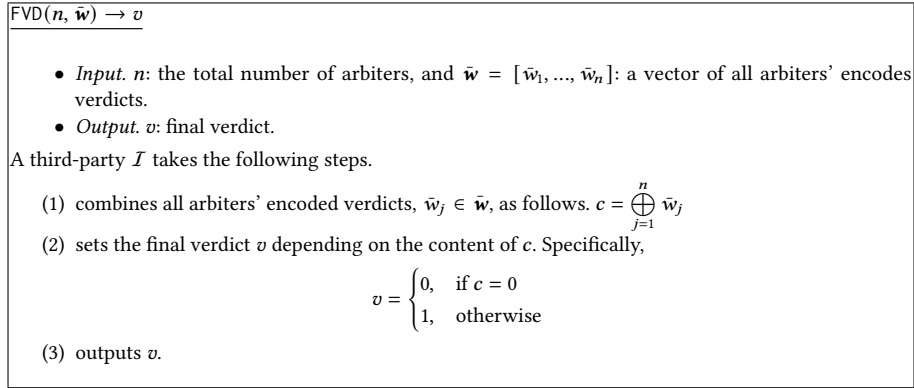 FVD(n, w̄) → v
• Input. n: the total number of arbiters, and w̄ = [w̄₁, ..., w̄ₙ]: a vector of all arbiters' encodes
verdicts.
• Output. v: final verdict.
A third-party I takes the following steps.
(1) combines all arbiters' encoded verdicts, w̄ⱼ ∈ w̄, as follows. c = ⊕ⁿⱼ₌₁ w̄ⱼ
(2) sets the final verdict v depending on the content of c. Specifically,
v = { 0, if c = 0
1, otherwise
(3) outputs v.